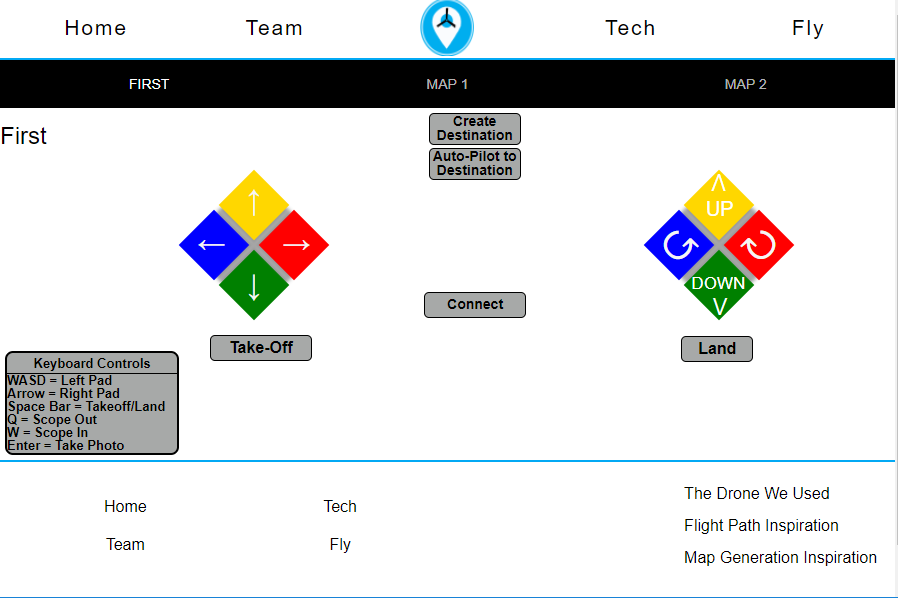 Home Team Tech Fly
FIRST MAP 1 MAP 2
First
Create
Destination
Auto-Pilot to
Destination
↑
← →
↓
Λ
UP
DOWN
V
Connect
Take-Off
Land
Keyboard Controls
WASD = Left Pad
Arrow = Right Pad
Space Bar = Takeoff/Land
Q = Scope Out
W = Scope In
Enter = Take Photo
Home Tech
Team Fly
The Drone We Used
Flight Path Inspiration
Map Generation Inspiration